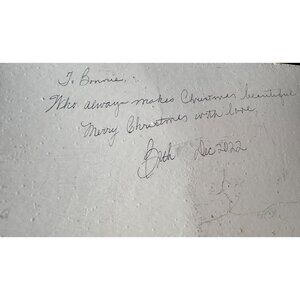 To Bonnie,
Who always makes Christmas beautiful
Merry Christmas with love,
Beth Dec 2022